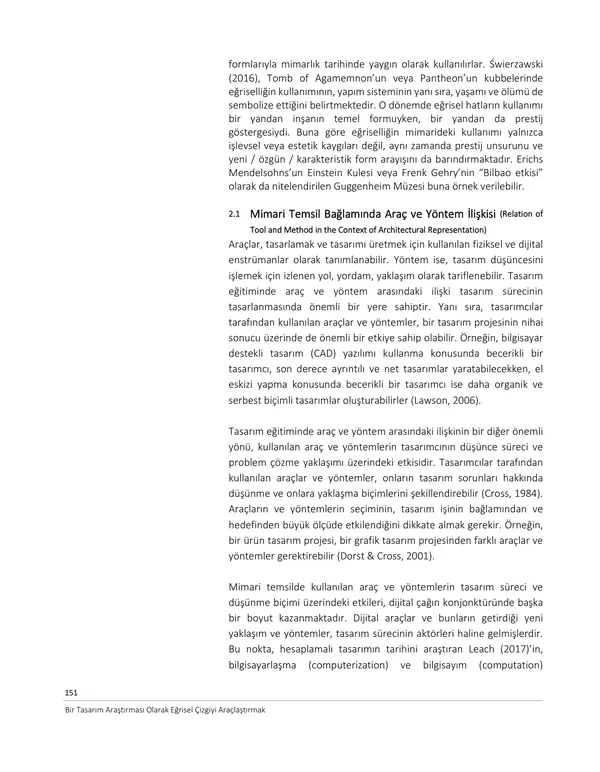 formlarıyla mimarlık tarihinde yaygın olarak kullanılırlar. Świerzawski
(2016), Tomb of Agamemnon'un veya Pantheon'un kubbelerinde
eğriselliğin kullanımının, yapım sisteminin yanı sıra, yaşamı ve ölümü de
sembolize ettiğini belirtmektedir. O dönemde eğrisel hatların kullanımı
bir yandan inşanın temel formuyken, bir yandan da prestij
göstergesiydi. Buna göre eğriselliğin mimarideki kullanımı yalnızca
işlevsel veya estetik kaygıları değil, aynı zamanda prestij unsurunu ve
yeni / özgün / karakteristik form arayışını da barındırmaktadır. Erichs
Mendelsohns'un Einstein Kulesi veya Frenk Gehry'nin "Bilbao etkisi"
olarak da nitelendirilen Guggenheim Müzesi buna örnek verilebilir.
2.1 Mimari Temsil Bağlamında Araç ve Yöntem İlişkisi (Relation of
Tool and Method in the Context of Architectural Representation)
Araçlar, tasarlamak ve tasarımı üretmek için kullanılan fiziksel ve dijital
enstrümanlar olarak tanımlanabilir. Yöntem ise, tasarım düşüncesini
işlemek için izlenen yol, yordam, yaklaşım olarak tariflenebilir. Tasarım
eğitiminde araç ve yöntem arasındaki ilişki tasarım sürecinin
tasarlanmasında önemli bir yere sahiptir. Yanı sıra, tasarımcılar
tarafından kullanılan araçlar ve yöntemler, bir tasarım projesinin nihai
sonucu üzerinde de önemli bir etkiye sahip olabilir. Örneğin, bilgisayar
destekli tasarım (CAD) yazılımı kullanma konusunda becerikli bir
tasarımcı, son derece ayrıntılı ve net tasarımlar yaratabilecekken, el
eskizi yapma konusunda becerikli bir tasarımcı ise daha organik ve
serbest biçimli tasarımlar oluşturabilirler (Lawson, 2006).
Tasarım eğitiminde araç ve yöntem arasındaki ilişkinin bir diğer önemli
yönü, kullanılan araç ve yöntemlerin tasarımcının düşünce süreci ve
problem çözme yaklaşımı üzerindeki etkisidir. Tasarımcılar tarafından
kullanılan araçlar ve yöntemler, onların tasarım sorunları hakkında
düşünme ve onlara yaklaşma biçimlerini şekillendirebilir (Cross, 1984).
Araçların ve yöntemlerin seçiminin, tasarım işinin bağlamından ve
hedefinden büyük ölçüde etkilendiğini dikkate almak gerekir. Örneğin,
bir ürün tasarım projesi, bir grafik tasarım projesinden farklı araçlar ve
yöntemler gerektirebilir (Dorst & Cross, 2001).
Mimari temsilde kullanılan araç ve yöntemlerin tasarım süreci ve
düşünme biçimi üzerindeki etkileri, dijital çağın konjonktüründe başka
bir boyut kazanmaktadır. Dijital araçlar ve bunların getirdiği yeni
yaklaşım ve yöntemler, tasarım sürecinin aktörleri haline gelmişlerdir.
Bu nokta, hesaplamalı tasarımın tarihini araştıran Leach (2017)'in,
bilgisayarlaşma (computerization) ve bilgisayım (computation)
151
Bir Tasarım Araştırması Olarak Eğrisel Çizgiyi Araçlaştırmak